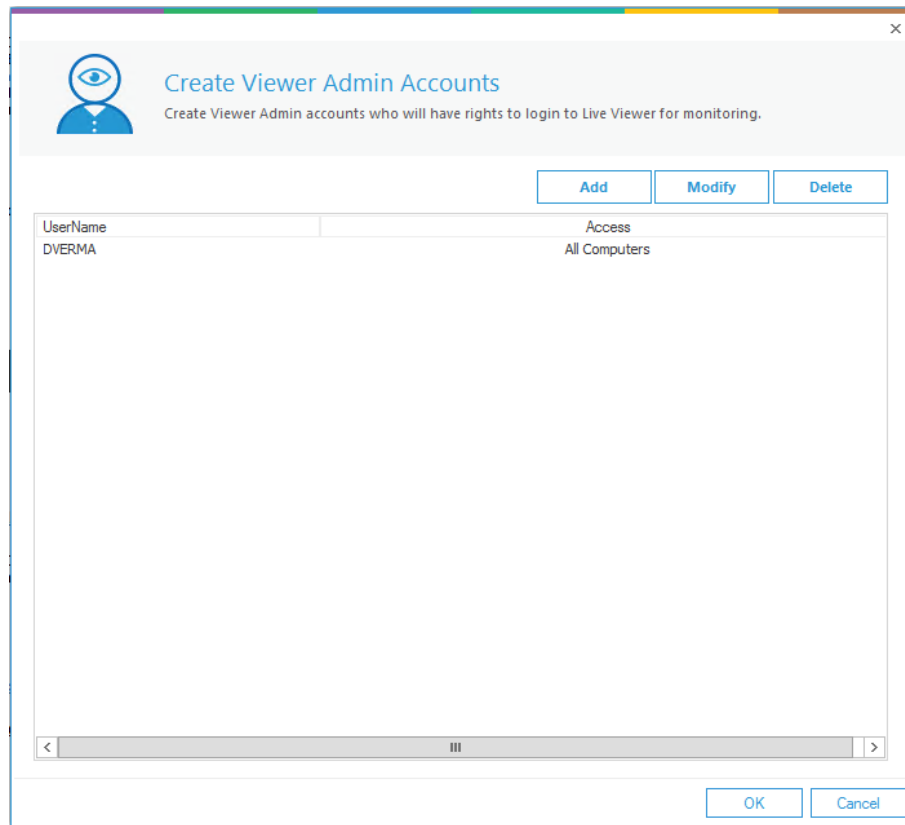 Create Viewer Admin Accounts
Create Viewer Admin accounts who will have rights to login to Live Viewer for monitoring.
Add Modify Delete
UserName Access
DVERMA All Computers
OK Cancel